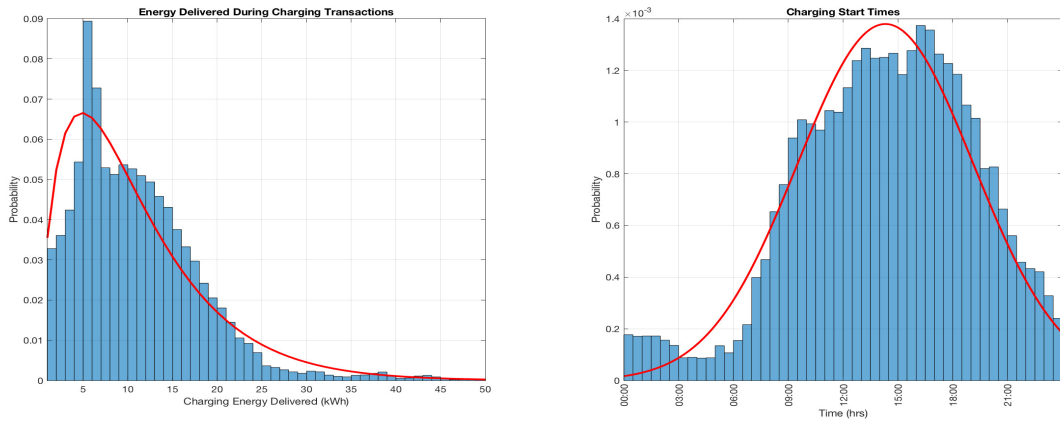 Energy Delivered During Charging Transactions
0.09
0.08
0.07
0.06
0.05
0.04
0.03
0.02
0.01
0
Probability
5 10 15 20 25 30 35 40 45 50
Charging Energy Delivered (kWh)
Charging Start Times
×10-3
1.4
1.2
1
0.8
0.6
0.4
0.2
0
Probability
00:00 03:00 06:00 09:00 12:00 15:00 18:00 21:00
Time (hrs)